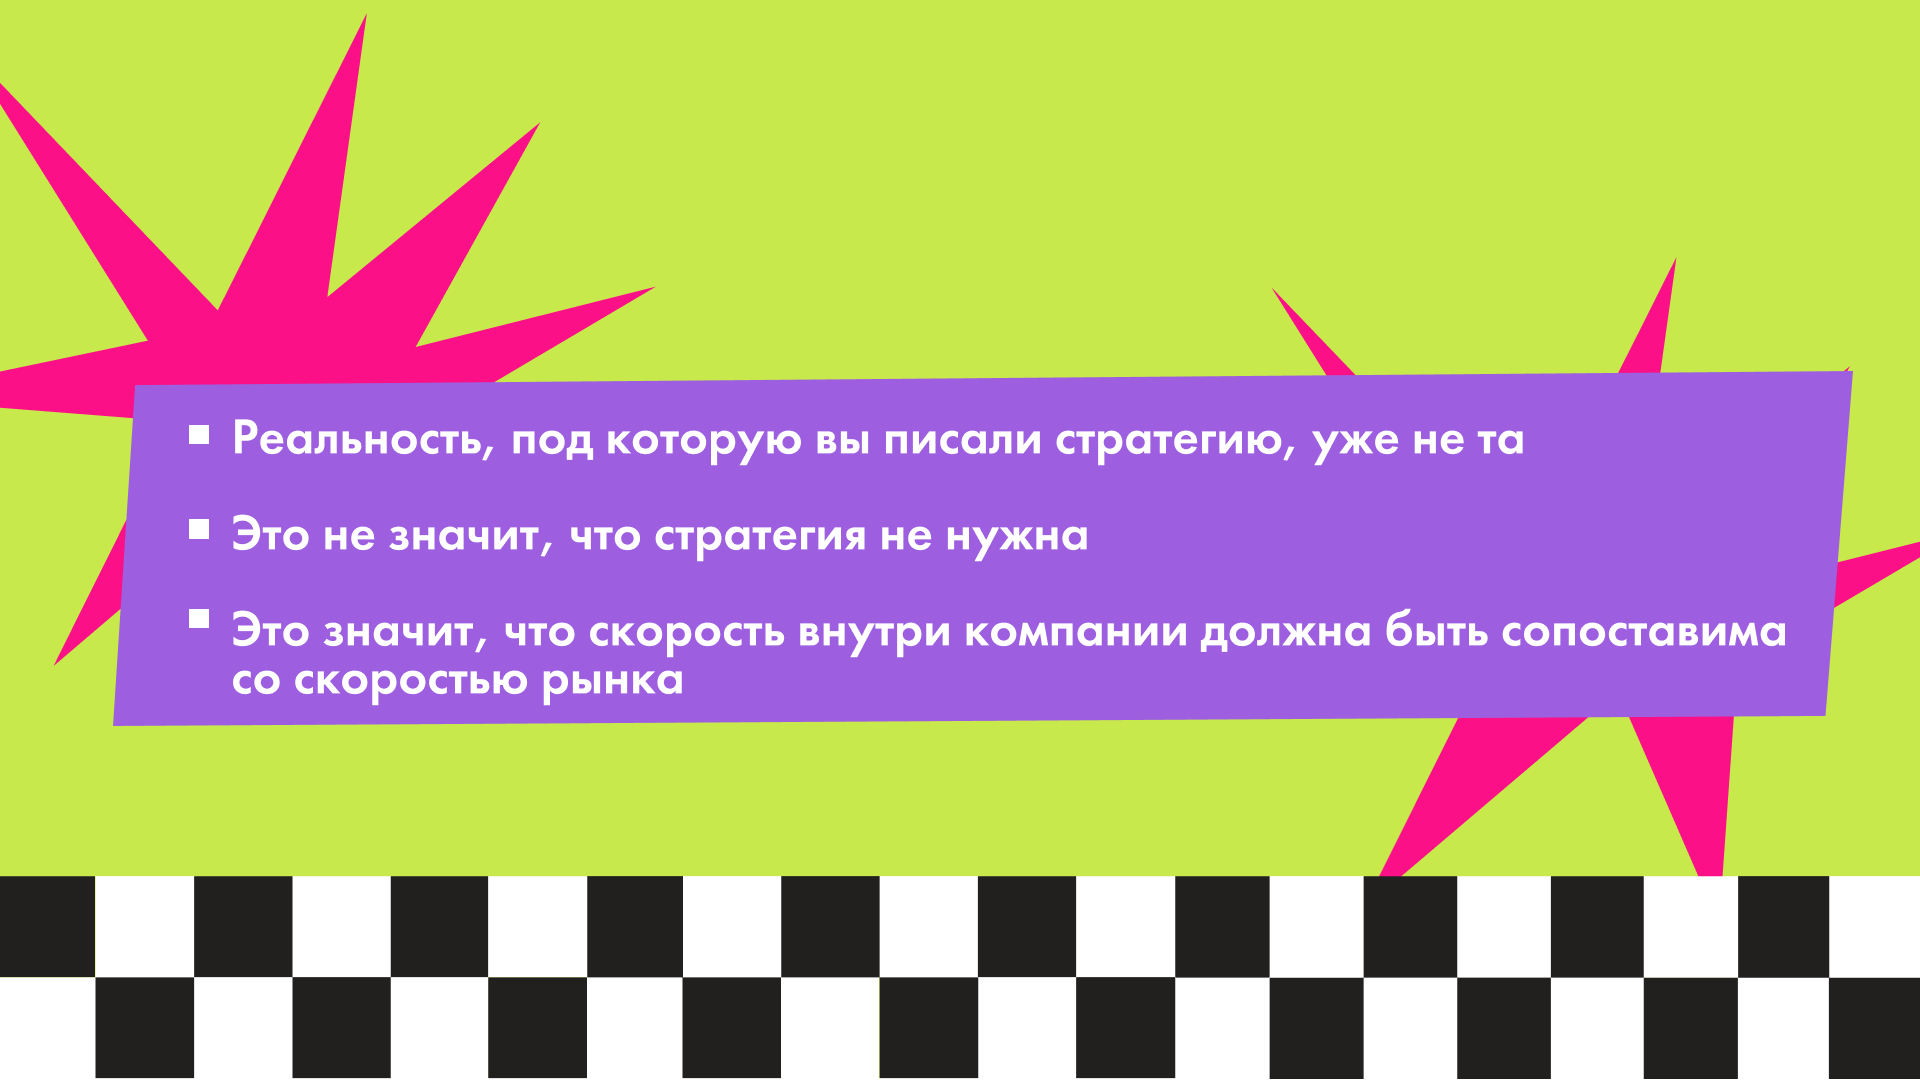 Реальность, под которую вы писали стратегию, уже не та
Это не значит, что стратегия не нужна
Это значит, что скорость внутри компании должна быть сопоставима
со скоростью рынка